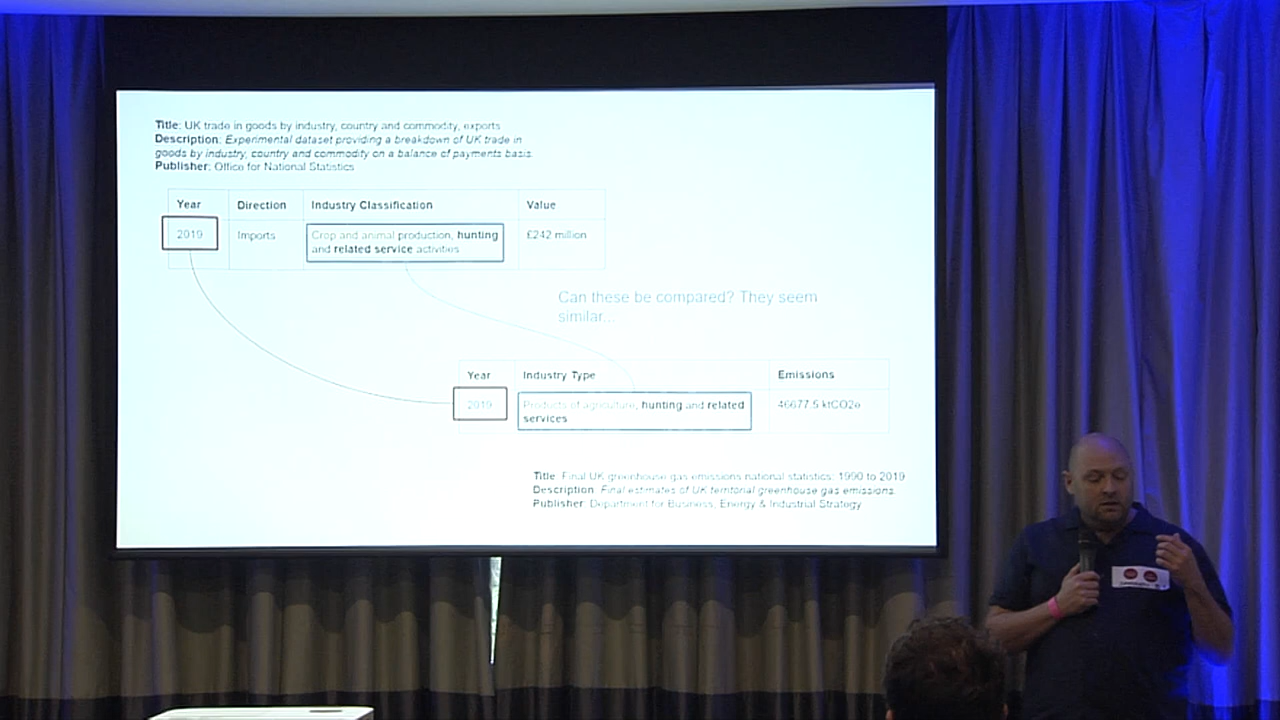 Title: UK trade in goods by industry, country and commodity, exports
Description: Experimental dataset providing a breakdown of UK trade in
goods by industry, country and commodity on a balance of payments basis.
Publisher: Office for National Statistics
Year Direction Industry Classification Value
2019 Imports Crop and animal production, hunting £242 million
and related service activities
Can these be compared? They seem
similar...
Year Industry Type Emissions
2019 Products of agriculture, hunting and related 46677.5 ktCO2e
services
Title: Final UK greenhouse gas emissions national statistics: 1990 to 2019
Description: Final estimates of UK territorial greenhouse gas emissions.
Publisher: Department for Business, Energy & Industrial Strategy